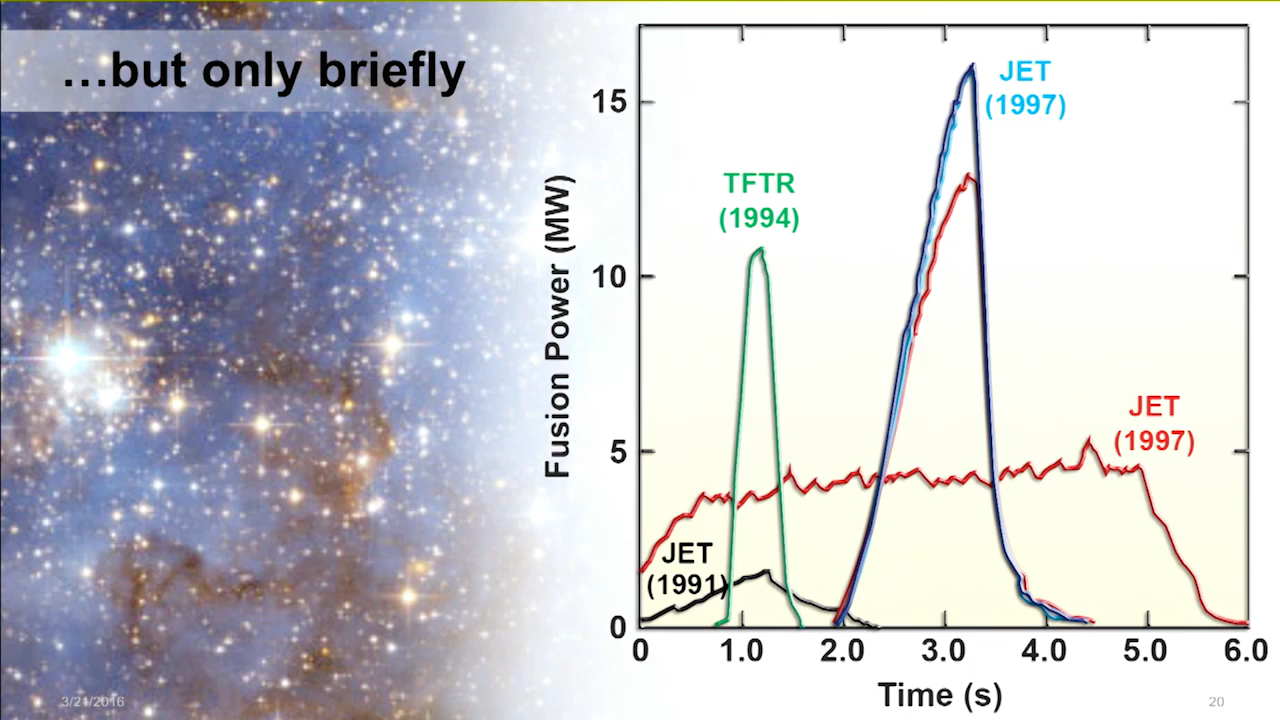 …but only briefly
JET
(1997)
TFTR
(1994)
JET
(1997)
JET
(1991)
Fusion Power (MW)
15
10
5
0
0 1.0 2.0 3.0 4.0 5.0 6.0
Time (s)
3/21/2016
20